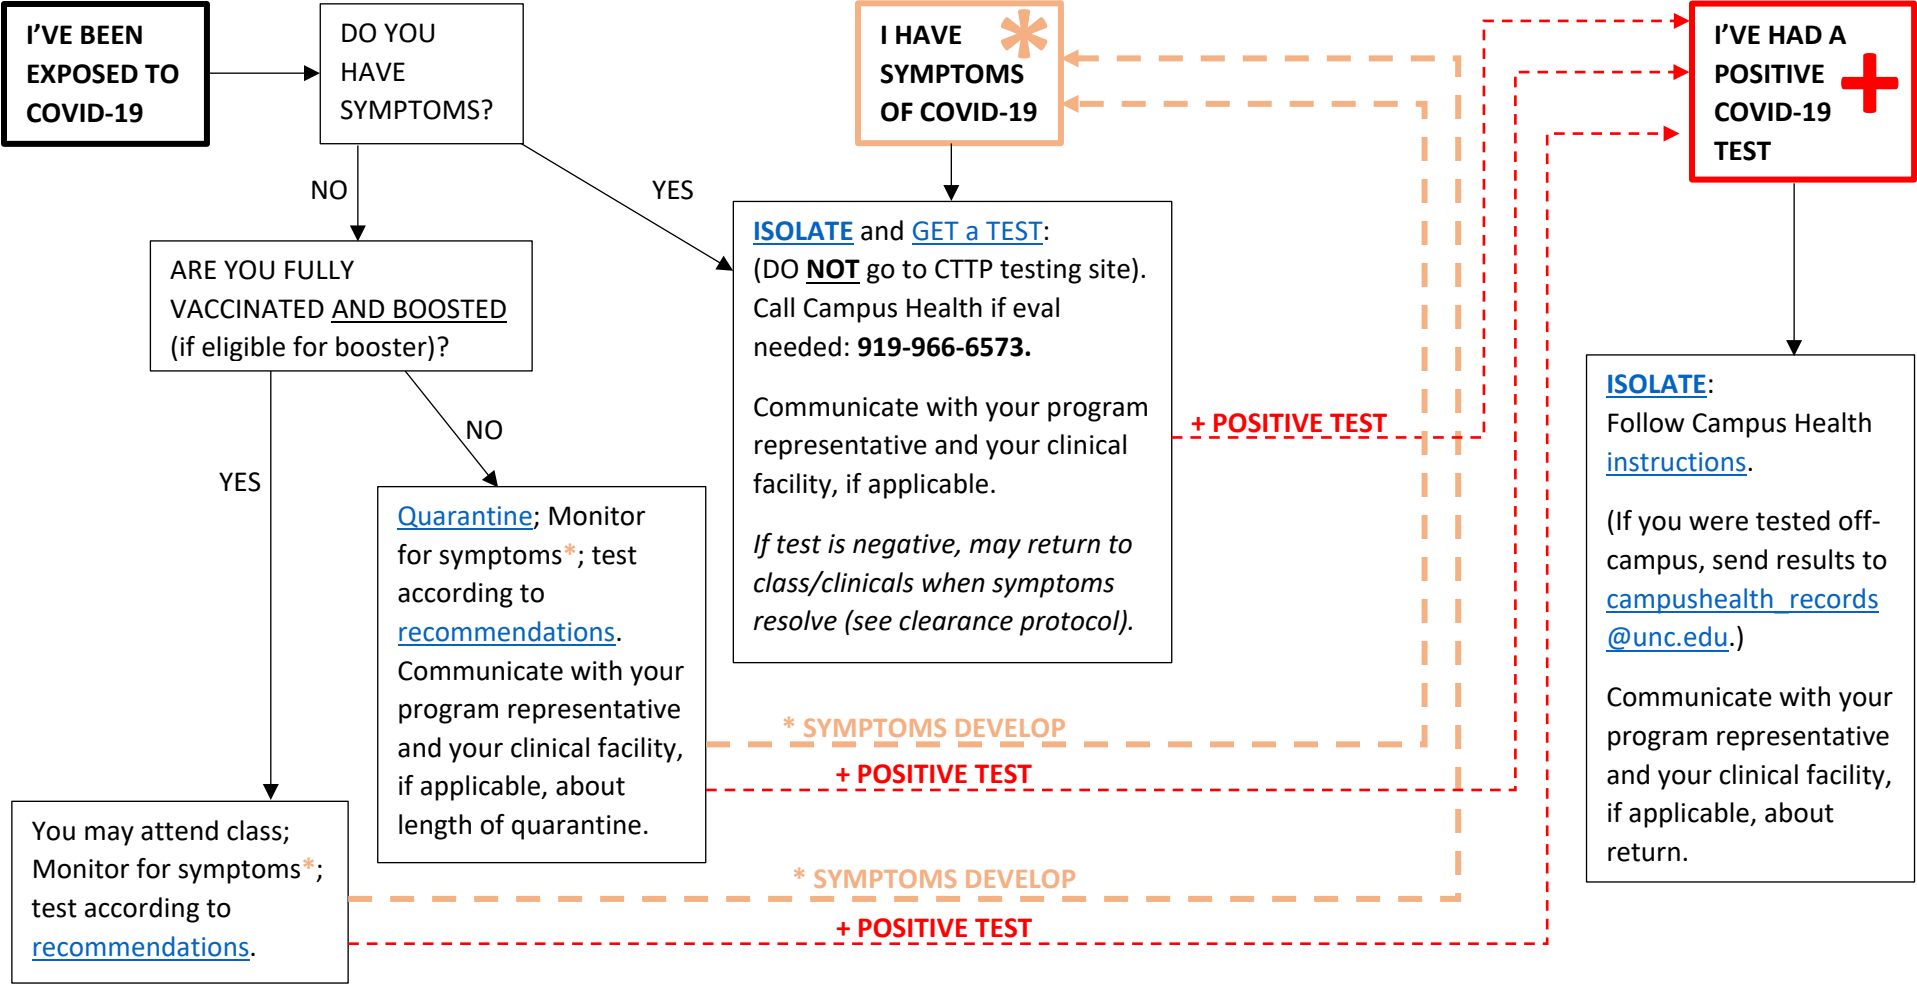 I’VE BEEN
EXPOSED TO
COVID-19
DO YOU
HAVE
SYMPTOMS?
NO
YES
ARE YOU FULLY
VACCINATED AND BOOSTED
(if eligible for booster)?
YES
NO
Quarantine; Monitor
for symptoms*; test
according to
recommendations.
Communicate with your
program representative
and your clinical facility,
if applicable, about
length of quarantine.
You may attend class;
Monitor for symptoms*;
test according to
recommendations.
I HAVE
SYMPTOMS
OF COVID-19
*
ISOLATE and GET a TEST:
(DO NOT go to CTTP testing site).
Call Campus Health if eval
needed: 919-966-6573.
Communicate with your program
representative and your clinical
facility, if applicable.
If test is negative, may return to
class/clinicals when symptoms
resolve (see clearance protocol).
+ POSITIVE TEST
* SYMPTOMS DEVELOP
+ POSITIVE TEST
* SYMPTOMS DEVELOP
+ POSITIVE TEST
I’VE HAD A
POSITIVE
COVID-19
TEST
+
ISOLATE:
Follow Campus Health
instructions.
(If you were tested off-
campus, send results to
campushealth_records
@unc.edu.)
Communicate with your
program representative
and your clinical facility,
if applicable, about
return.